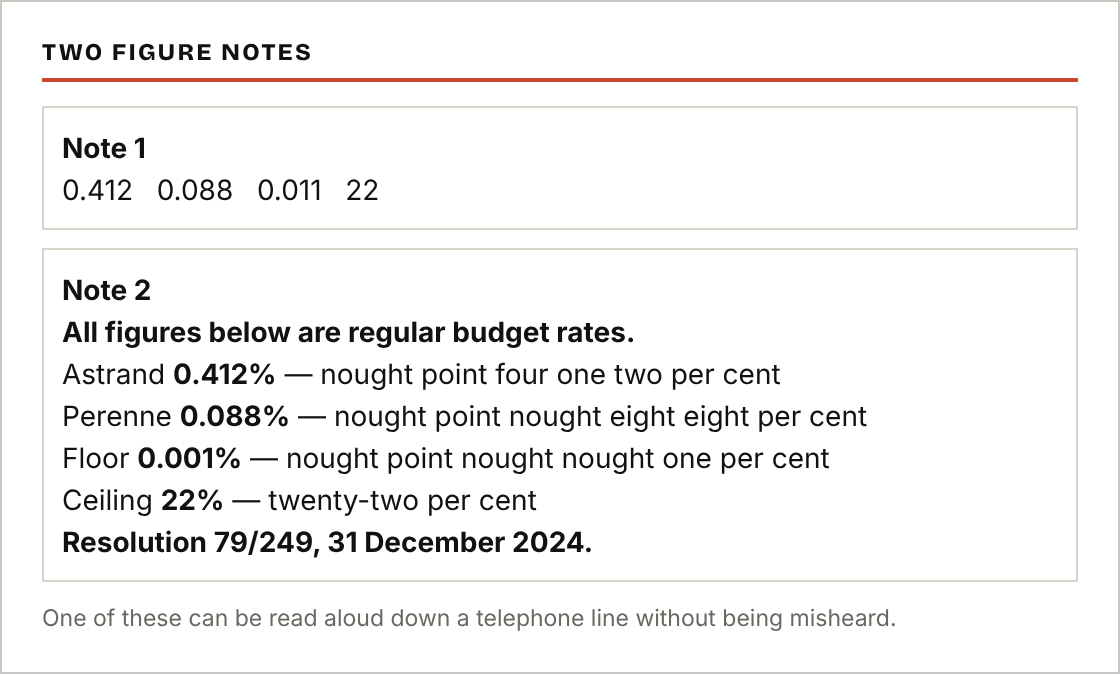 TWO FIGURE NOTES
Note 1
0.412 0.088 0.011 22
Note 2
All figures below are regular budget rates.
Astrand 0.412% — nought point four one two per cent
Perenne 0.088% — nought point nought eight eight per cent
Floor 0.001% — nought point nought nought one per cent
Ceiling 22% — twenty-two per cent
Resolution 79/249, 31 December 2024.
One of these can be read aloud down a telephone line without being misheard.